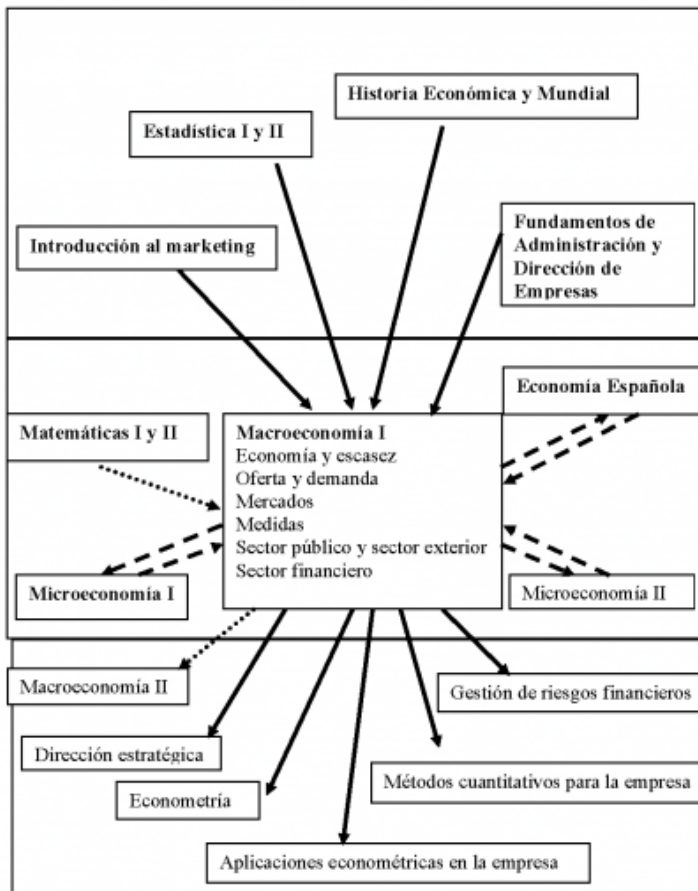 Historia Económica y Mundial
Estadística I y II
Introducción al marketing
Fundamentos de
Administración y
Dirección de
Empresas
Economía Española
Matemáticas I y II
Macroeconomía I
Economía y escasez
Oferta y demanda
Mercados
Medidas
Sector público y sector exterior
Sector financiero
Microeconomía I
Microeconomía II
Macroeconomía II
Gestión de riesgos financieros
Dirección estratégica
Métodos cuantitativos para la empresa
Econometría
Aplicaciones econométricas en la empresa